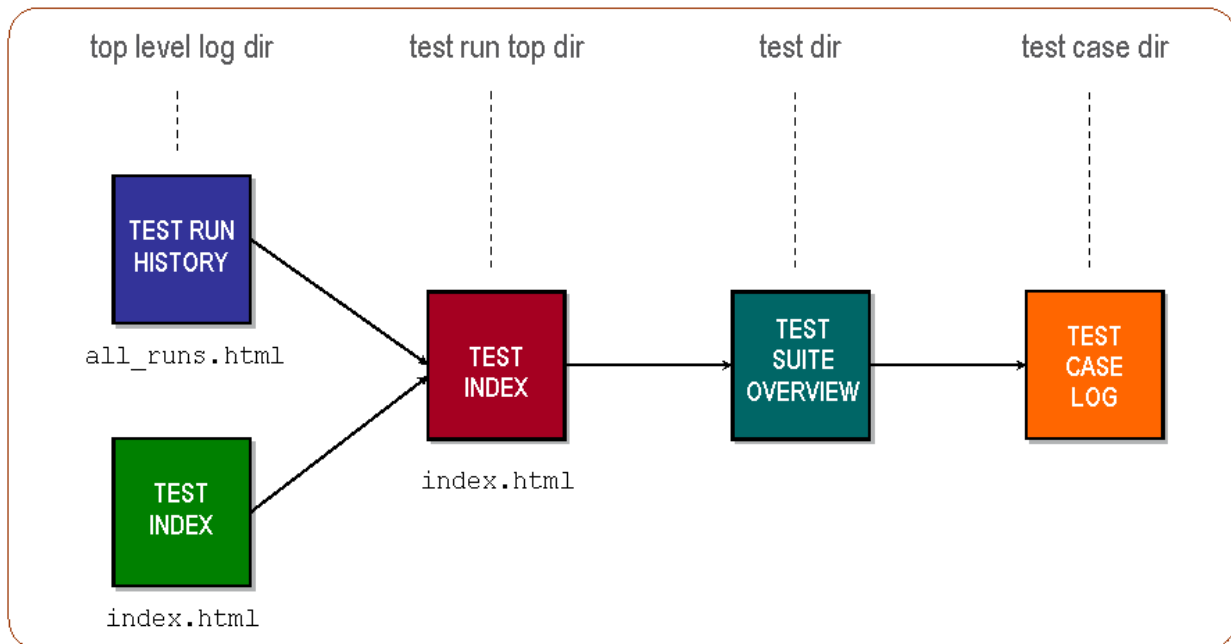 top level log dir
test run top dir
test dir
test case dir
TEST RUN
HISTORY
all_runs.html
TEST
INDEX
index.html
TEST
INDEX
index.html
TEST
SUITE
OVERVIEW
TEST
CASE
LOG